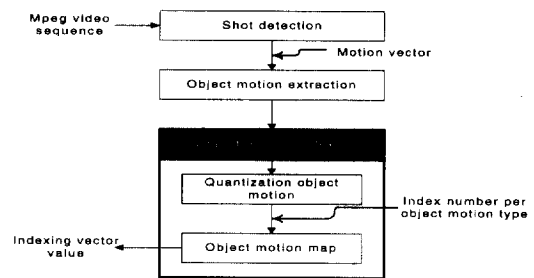 Mpeg video
sequence
Shot detection
Motion vector
Object motion extraction
Quantization object
motion
Index number per
object motion type
Indexing vector
value
Object motion map